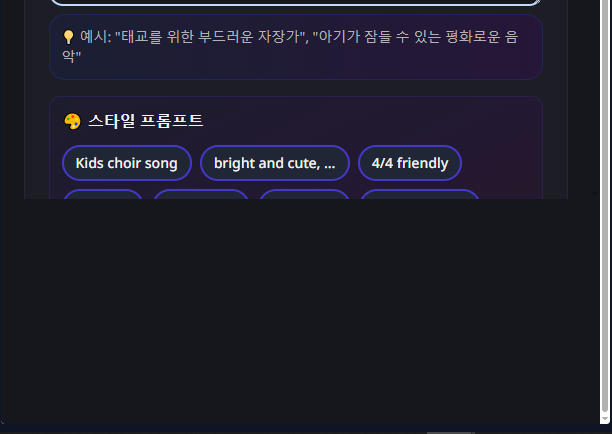 예시: "태교를 위한 부드러운 자장가", "아기가 잠들 수 있는 평화로운 음
악"
스타일 프롬프트
Kids choir song
bright and cute, ...
4/4 friendly